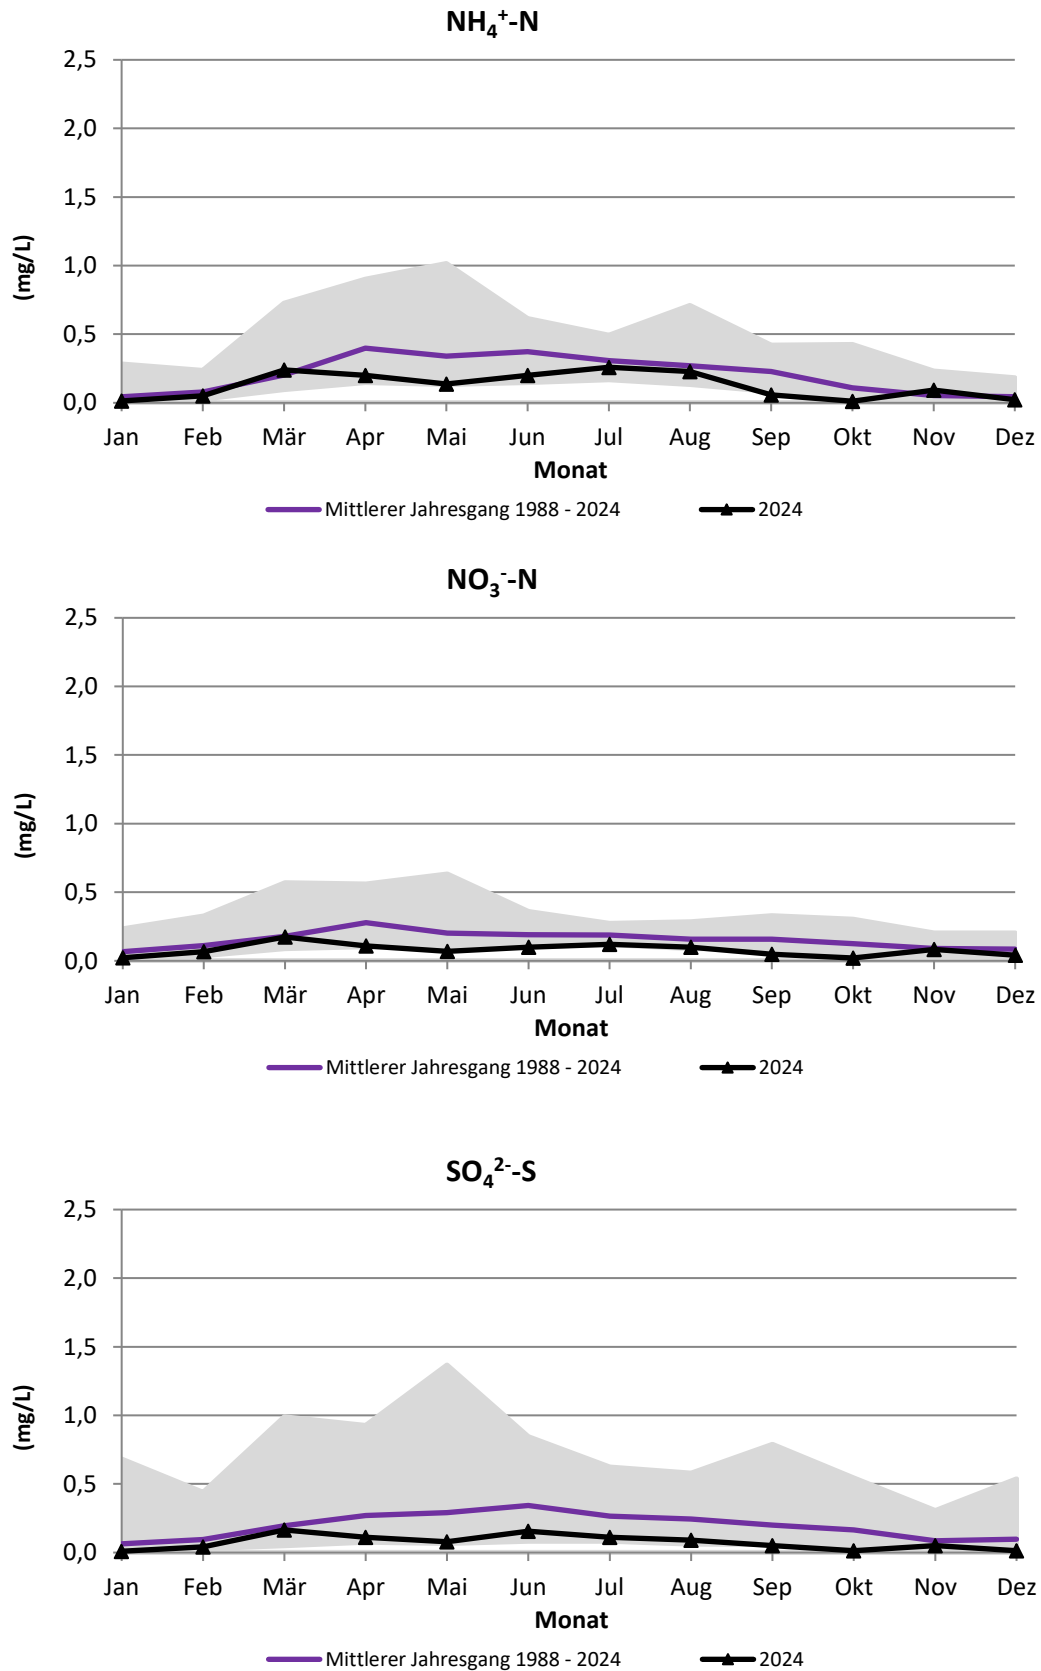 NH₄⁺-N
2,5
2,0
1,5
1,0
0,5
0,0
(mg/L)
Jan Feb Mär Apr Mai Jun Jul Aug Sep Okt Nov Dez
Monat
Mittlerer Jahresgang 1988 - 2024 2024
NO₃⁻-N
2,5
2,0
1,5
1,0
0,5
0,0
(mg/L)
Jan Feb Mär Apr Mai Jun Jul Aug Sep Okt Nov Dez
Monat
Mittlerer Jahresgang 1988 - 2024 2024
SO₄²⁻-S
2,5
2,0
1,5
1,0
0,5
0,0
(mg/L)
Jan Feb Mär Apr Mai Jun Jul Aug Sep Okt Nov Dez
Monat
Mittlerer Jahresgang 1988 - 2024 2024